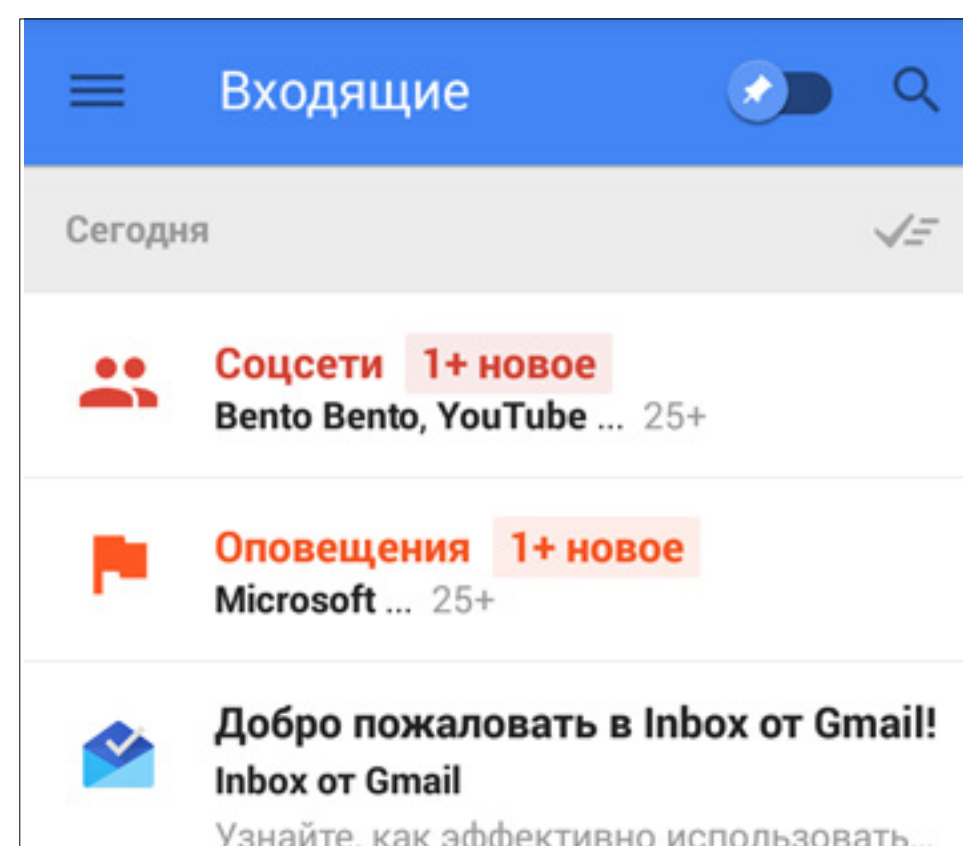 Входящие
Сегодня
Соцсети 1+ новое
Bento Bento, YouTube ... 25+
Оповещения 1+ новое
Microsoft ... 25+
Добро пожаловать в Inbox от Gmail!
Inbox от Gmail
Узнайте, как эффективно использовать...